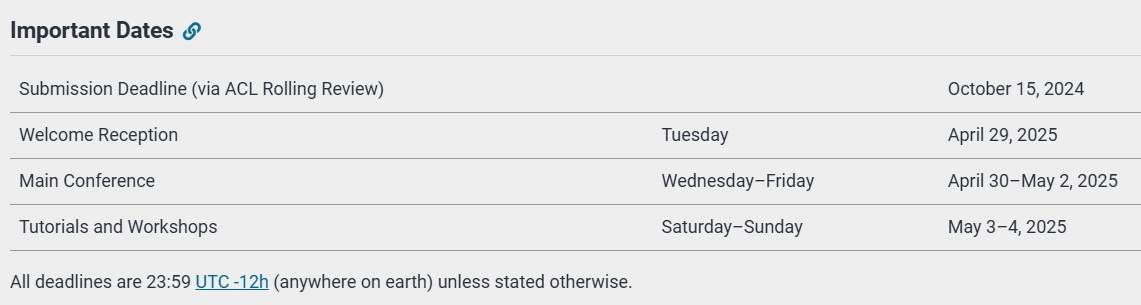 Important Dates
Submission Deadline (via ACL Rolling Review) October 15, 2024
Welcome Reception Tuesday April 29, 2025
Main Conference Wednesday–Friday April 30–May 2, 2025
Tutorials and Workshops Saturday–Sunday May 3–4, 2025
All deadlines are 23:59 UTC -12h (anywhere on earth) unless stated otherwise.